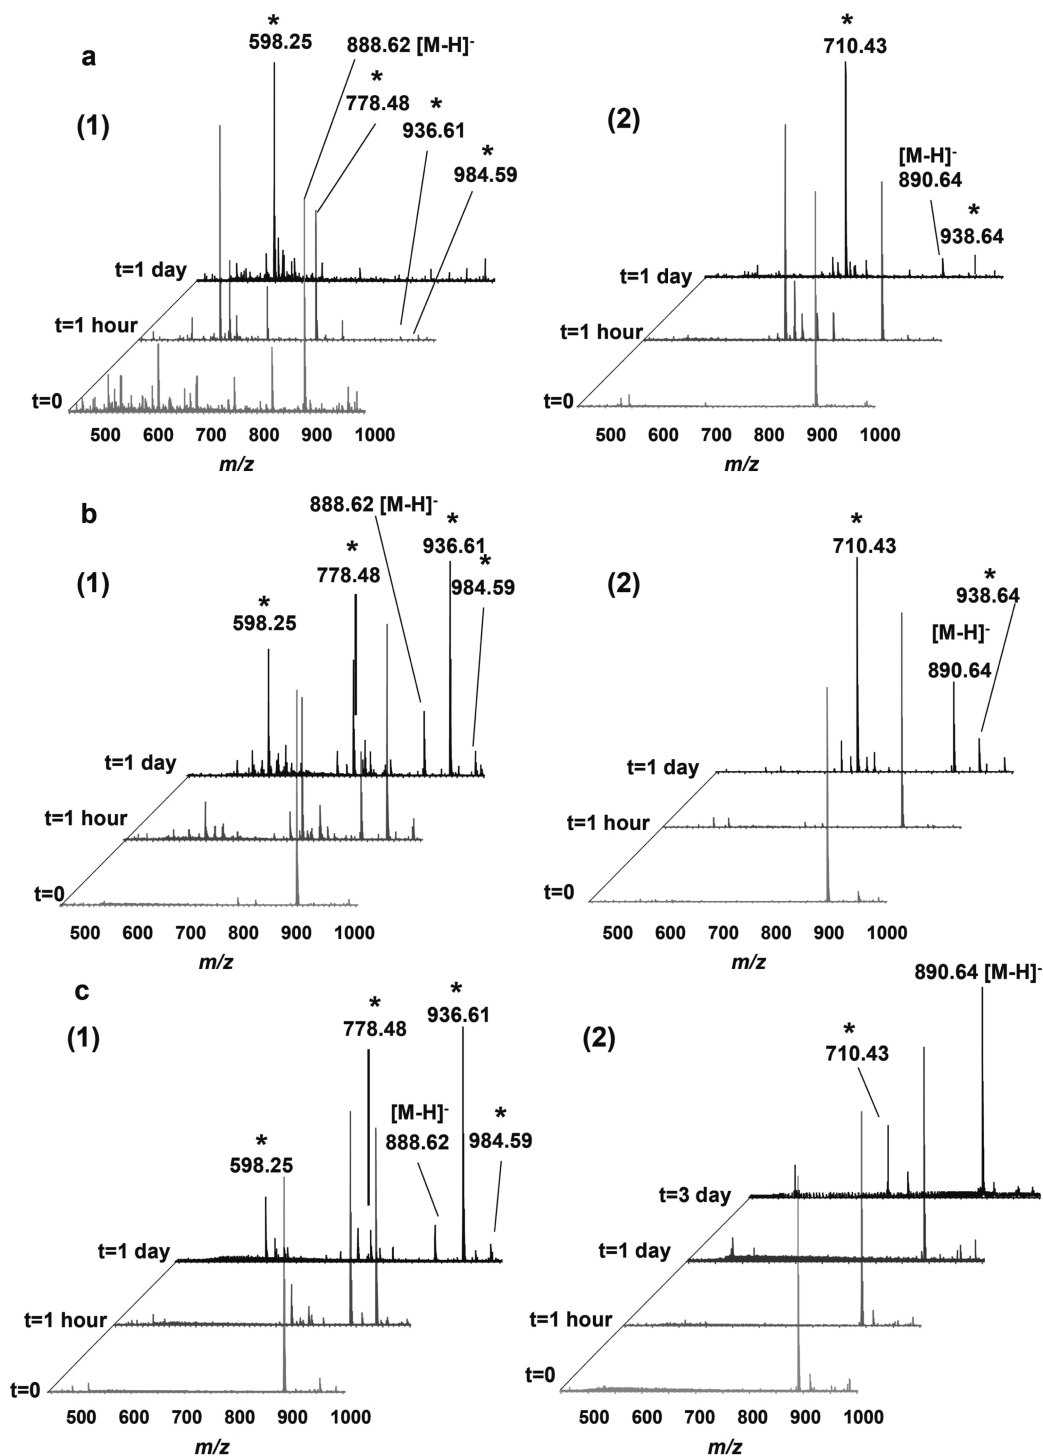 a
(1)
*
598.25
888.62 [M-H]-
*
778.48
*
936.61
*
984.59
t=1 day
t=1 hour
t=0
500 600 700 800 900 1000
m/z
(2)
*
710.43
[M-H]-
890.64
*
938.64
t=1 day
t=1 hour
t=0
500 600 700 800 900 1000
m/z
b
(1)
888.62 [M-H]-
*
936.61
*
778.48
*
984.59
*
598.25
t=1 day
t=1 hour
t=0
500 600 700 800 900 1000
m/z
(2)
*
710.43
*
938.64
[M-H]-
890.64
t=1 day
t=1 hour
t=0
500 600 700 800 900 1000
m/z
c
(1)
*
936.61
*
778.48
[M-H]-
888.62
*
984.59
*
598.25
t=1 day
t=1 hour
t=0
500 600 700 800 900 1000
m/z
(2)
890.64 [M-H]-
*
710.43
t=3 day
t=1 day
t=1 hour
t=0
500 600 700 800 900 1000
m/z